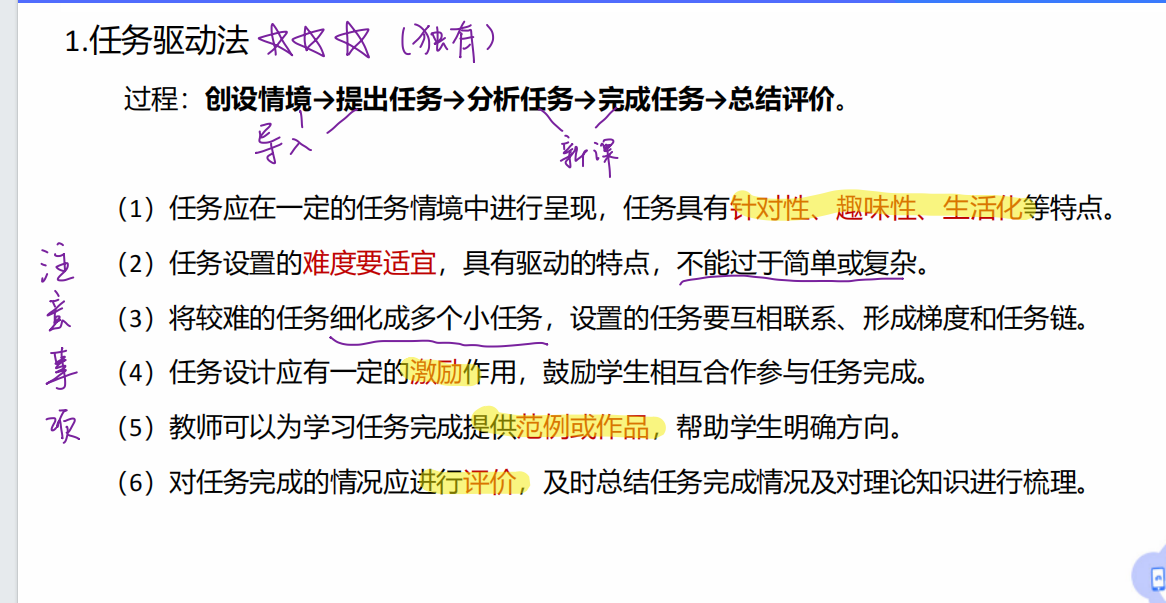 1.任务驱动法 ☆☆☆（独有）
过程：创设情境→提出任务→分析任务→完成任务→总结评价。
导入 新课
（1）任务应在一定的任务情境中进行呈现，任务具有针对性、趣味性、生活化等特点。
（2）任务设置的难度要适宜，具有驱动的特点，不能过于简单或复杂。
（3）将较难的任务细化成多个小任务，设置的任务要互相联系、形成梯度和任务链。
（4）任务设计应有一定的激励作用，鼓励学生相互合作参与任务完成。
（5）教师可以为学习任务完成提供范例或作品，帮助学生明确方向。
（6）对任务完成的情况应进行评价，及时总结任务完成情况及对理论知识进行梳理。
注意事项